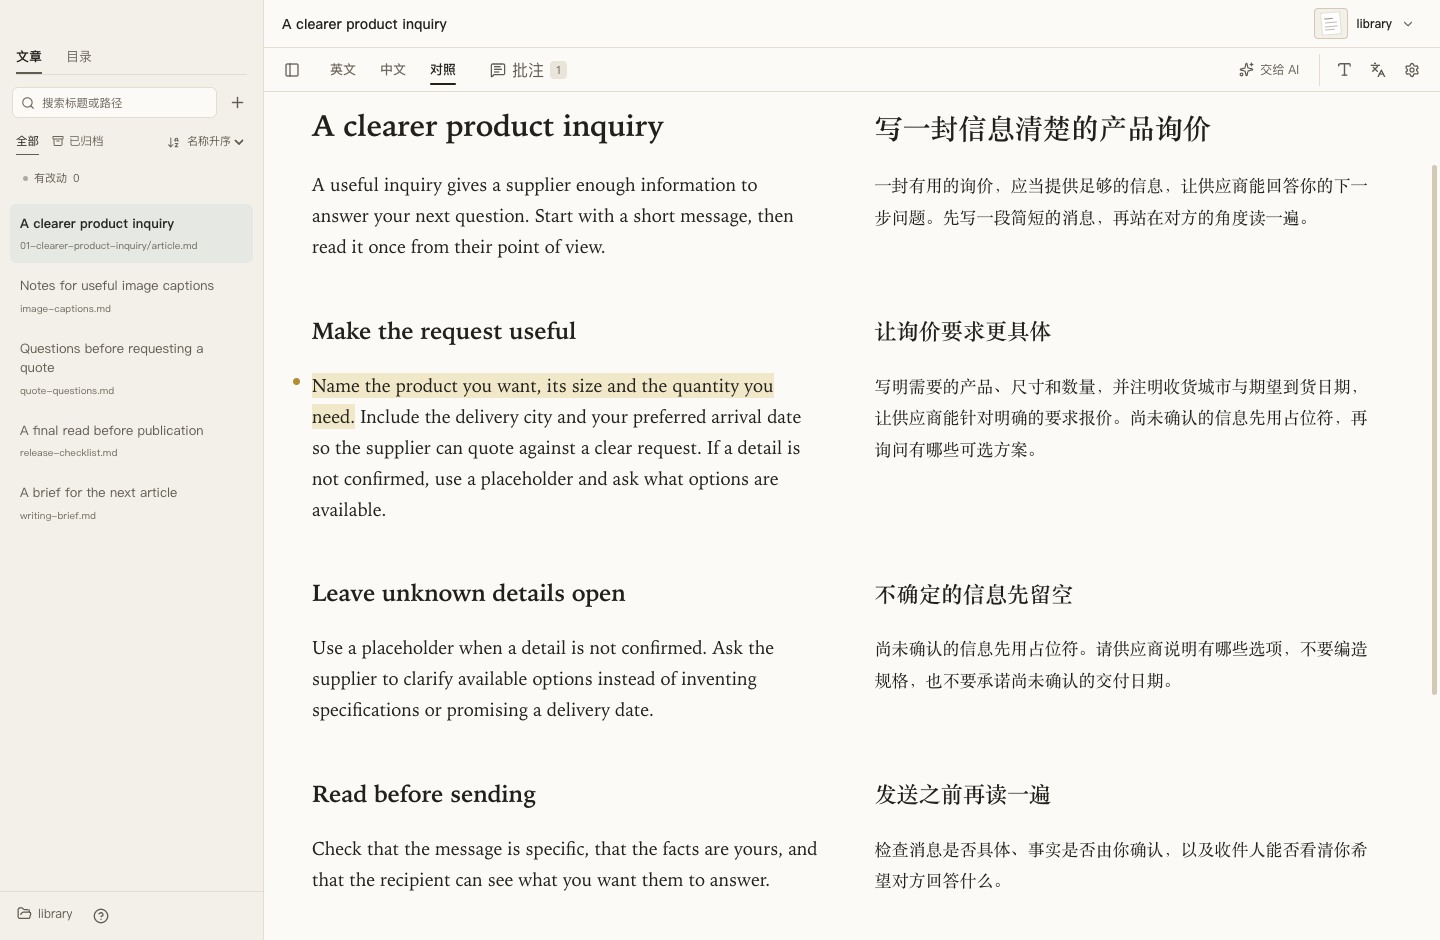 A clearer product inquiry
library
文章
目录
英文
中文
对照
批注
1
交给 AI
搜索标题或路径
全部
已归档
名称升序
有改动 0
A clearer product inquiry
01-clearer-product-inquiry/article.md
Notes for useful image captions
image-captions.md
Questions before requesting a
quote
quote-questions.md
A final read before publication
release-checklist.md
A brief for the next article
writing-brief.md
library
A clearer product inquiry
A useful inquiry gives a supplier enough information to
answer your next question. Start with a short message, then
read it once from their point of view.
写一封信息清楚的产品询价
一封有用的询价，应当提供足够的信息，让供应商能回答你的下一
步问题。先写一段简短的消息，再站在对方的角度读一遍。
Make the request useful
Name the product you want, its size and the quantity you
need. Include the delivery city and your preferred arrival date
so the supplier can quote against a clear request. If a detail is
not confirmed, use a placeholder and ask what options are
available.
让询价要求更具体
写明需要的产品、尺寸和数量，并注明收货城市与期望到货日期，
让供应商能针对明确的要求报价。尚未确认的信息先用占位符，再
询问有哪些可选方案。
Leave unknown details open
Use a placeholder when a detail is not confirmed. Ask the
supplier to clarify available options instead of inventing
specifications or promising a delivery date.
不确定的信息先留空
尚未确认的信息先用占位符。请供应商说明有哪些选项，不要编造
规格，也不要承诺尚未确认的交付日期。
Read before sending
Check that the message is specific, that the facts are yours, and
that the recipient can see what you want them to answer.
发送之前再读一遍
检查消息是否具体、事实是否由你确认，以及收件人能否看清你希
望对方回答什么。